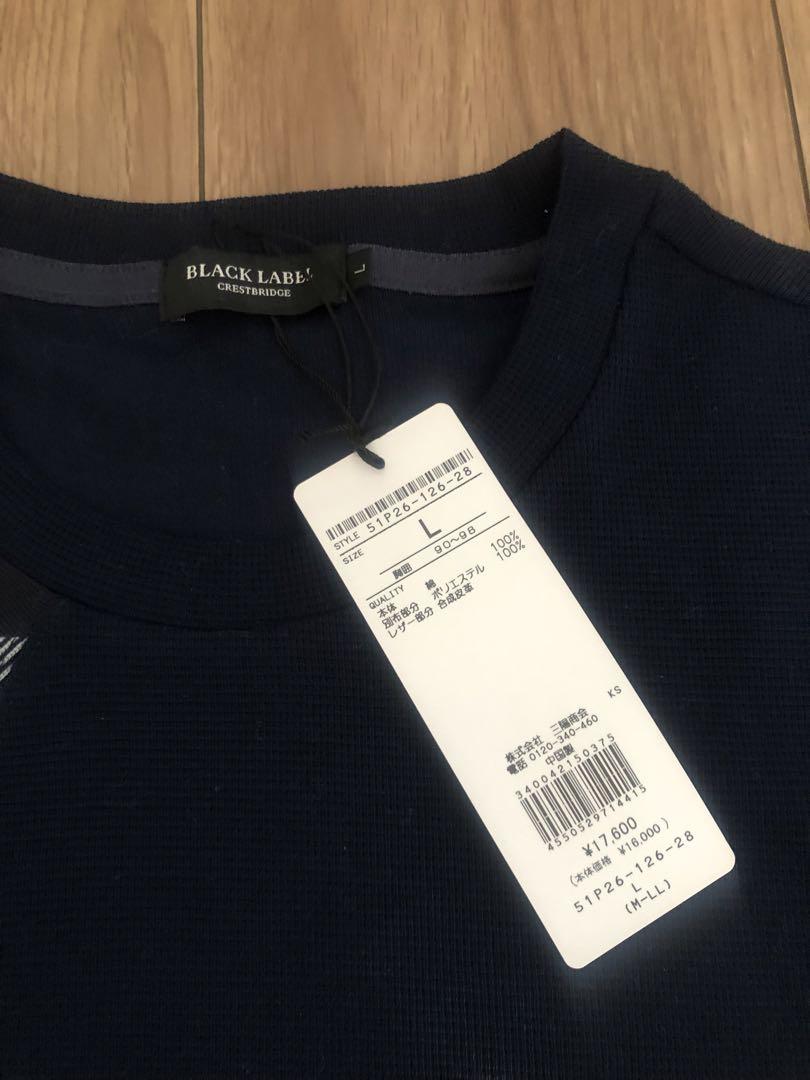 BLACK LABEL
CRESTBRIDGE
L
STYLE 51P26-126-28
SIZE L
胸囲 90~98
QUALITY
本体 綿 100%
別布部分 ポリエステル 100%
レザー部分 合成皮革
KS
株式会社 三陽商会
電話 0120-340-460
中国製
340042150375
4550529714415
¥17,600
(本体価格 ¥16,000)
51P26-126-28
L
(M-LL)